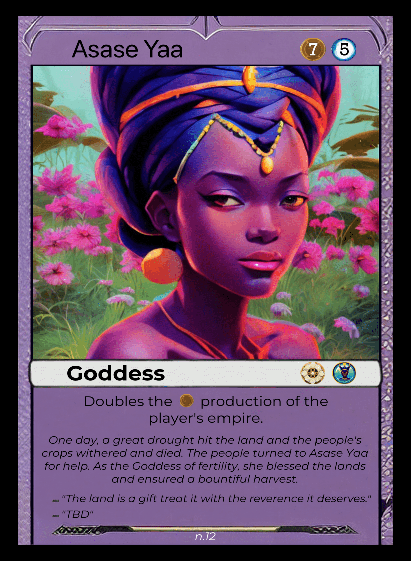 Asase Yaa 7 5
Goddess
Doubles the production of the
player's empire.
One day, a great drought hit the land and the people's
crops withered and died. The people turned to Asase Yaa
for help. As the Goddess of fertility, she blessed the lands
and ensured a bountiful harvest.
– "The land is a gift treat it with the reverence it deserves."
– "TBD"
n.12